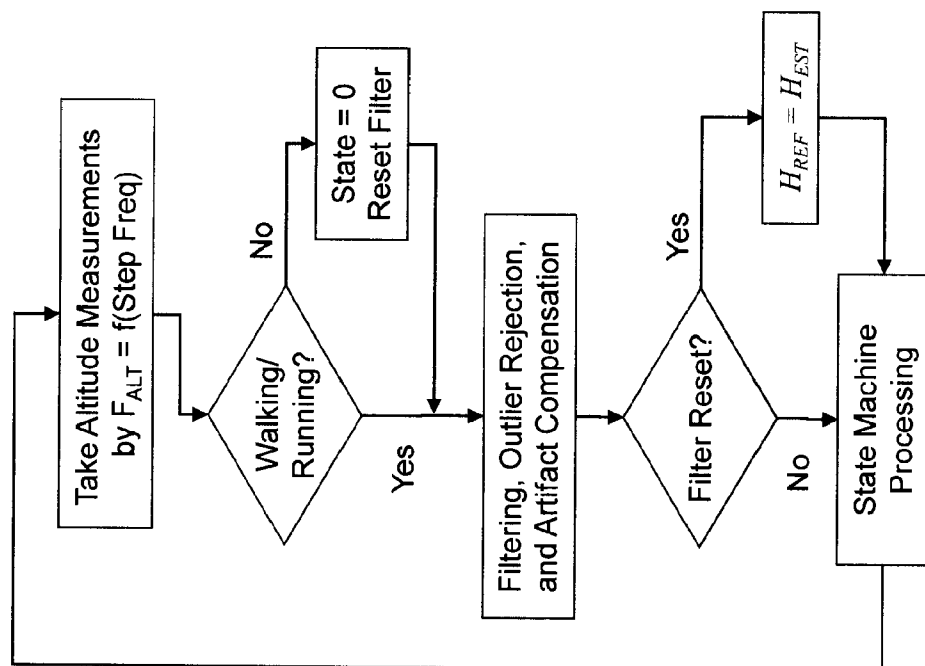 Take Altitude Measurements
by F_ALT = f(Step Freq)
Walking/
Running?
No
State = 0
Reset Filter
Yes
Filtering, Outlier Rejection,
and Artifact Compensation
Filter Reset?
Yes
H_REF = H_EST
No
State Machine
Processing